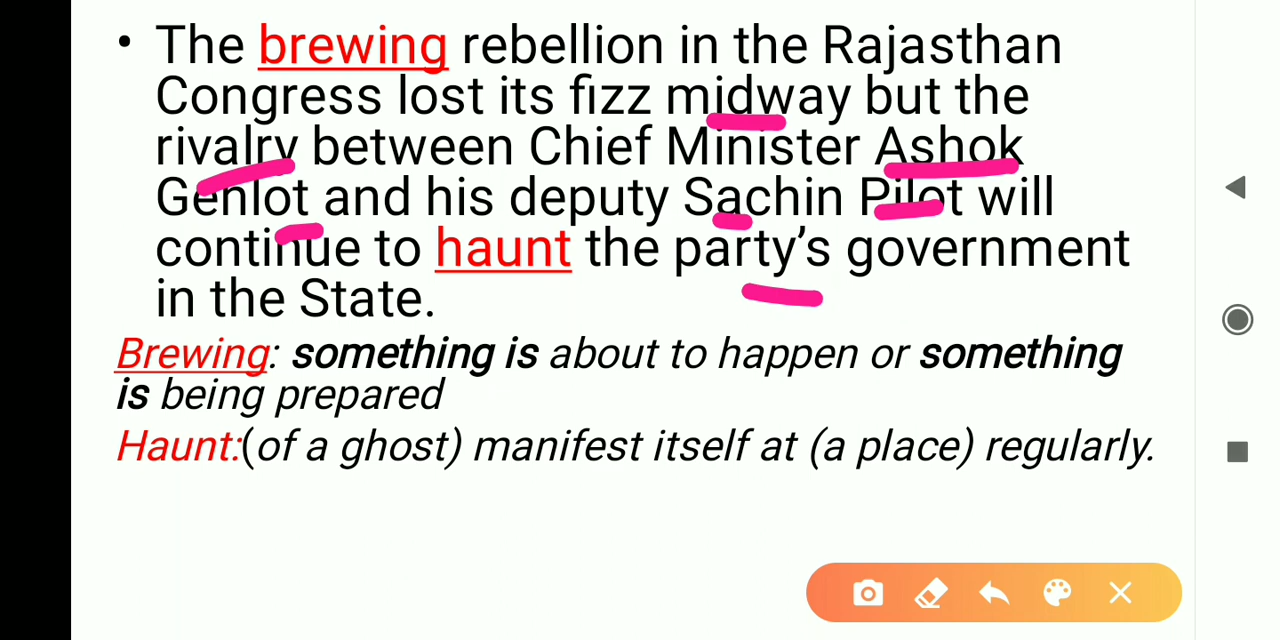 • The brewing rebellion in the Rajasthan
Congress lost its fizz midway but the
rivalry between Chief Minister Ashok
Gehlot and his deputy Sachin Pilot will
continue to haunt the party’s government
in the State.
Brewing: something is about to happen or something
is being prepared
Haunt:(of a ghost) manifest itself at (a place) regularly.